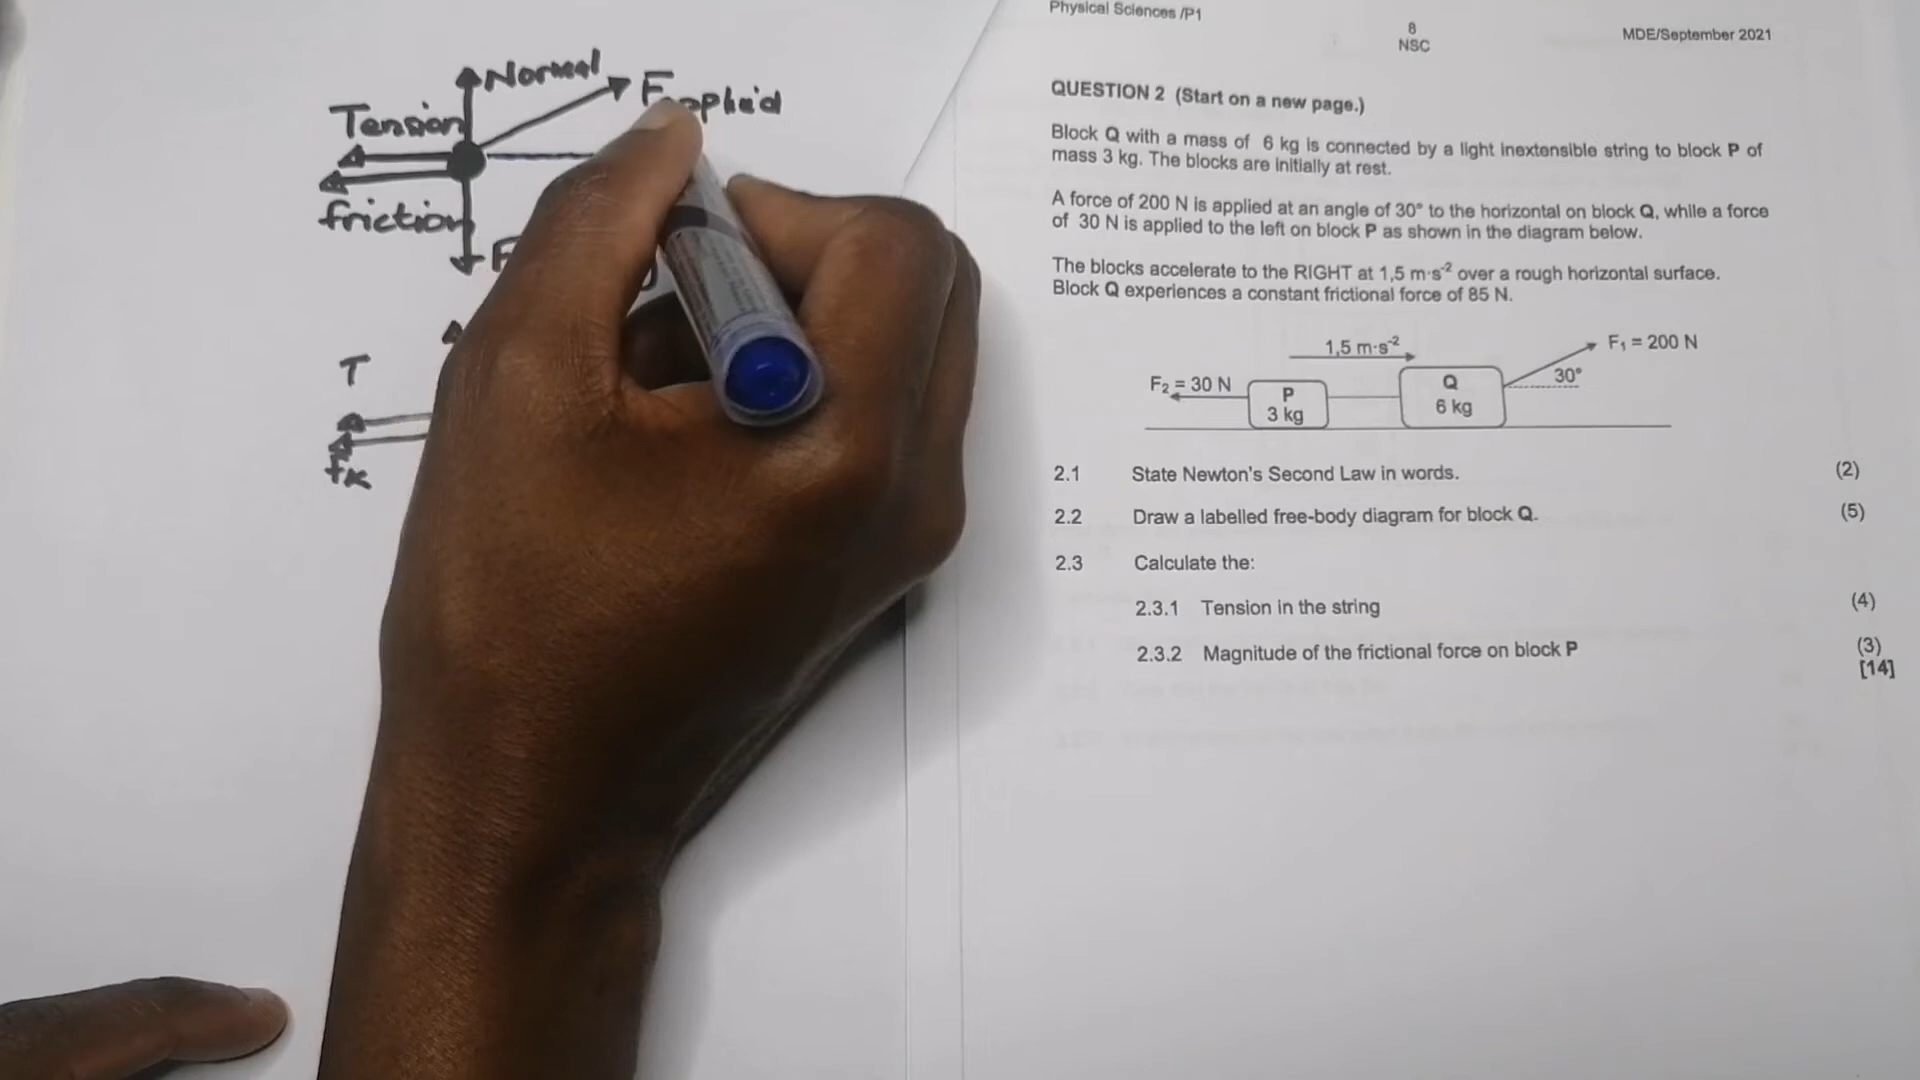 Normal
F applied
Tension
friction
F
T
fk
Physical Sciences /P1
8
NSC
MDE/September 2021
QUESTION 2 (Start on a new page.)
Block Q with a mass of 6 kg is connected by a light inextensible string to block P of
mass 3 kg. The blocks are initially at rest.
A force of 200 N is applied at an angle of 30° to the horizontal on block Q, while a force
of 30 N is applied to the left on block P as shown in the diagram below.
The blocks accelerate to the RIGHT at 1,5 m·s⁻² over a rough horizontal surface.
Block Q experiences a constant frictional force of 85 N.
1,5 m·s⁻²
F₁ = 200 N
30°
F₂ = 30 N
P
3 kg
Q
6 kg
2.1 State Newton's Second Law in words. (2)
2.2 Draw a labelled free-body diagram for block Q. (5)
2.3 Calculate the:
2.3.1 Tension in the string (4)
2.3.2 Magnitude of the frictional force on block P (3)
[14]